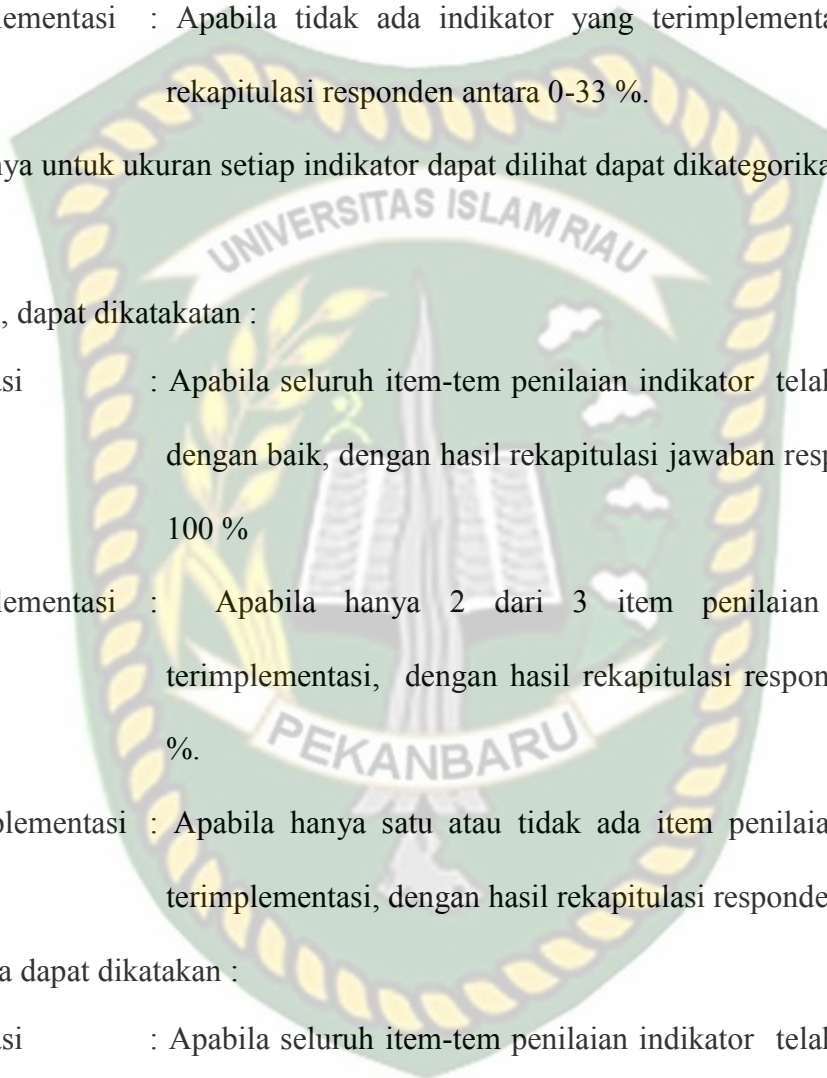 lementasi : Apabila tidak ada indikator yang terimplementa
rekapitulasi responden antara 0-33 %.
nya untuk ukuran setiap indikator dapat dilihat dapat dikategorika
UNIVERSITAS ISLAM RIAU
, dapat dikatakatan :
asi : Apabila seluruh item-tem penilaian indikator telal
dengan baik, dengan hasil rekapitulasi jawaban resp
100 %
lementasi : Apabila hanya 2 dari 3 item penilaian
terimplementasi, dengan hasil rekapitulasi respon
%.
PEKANBARU
plementasi : Apabila hanya satu atau tidak ada item penilaia
terimplementasi, dengan hasil rekapitulasi responde
a dapat dikatakan :
asi : Apabila seluruh item-tem penilaian indikator telal